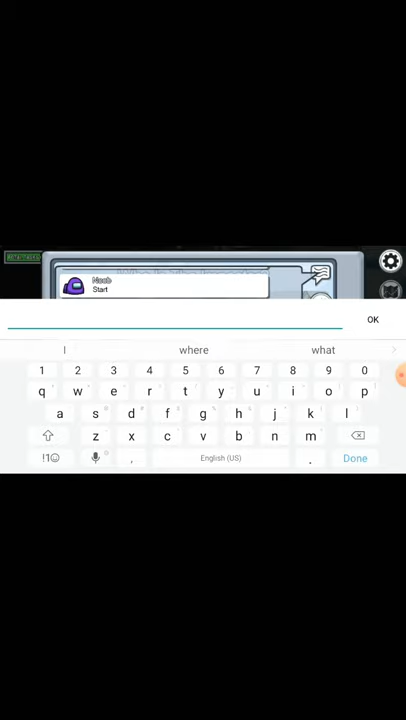 Noob
Start
OK
I where what
1 2 3 4 5 6 7 8 9 0
q w e r t y u i o p
a s d f g h j k l
z x c v b n m
!1☺ , English (US) . Done